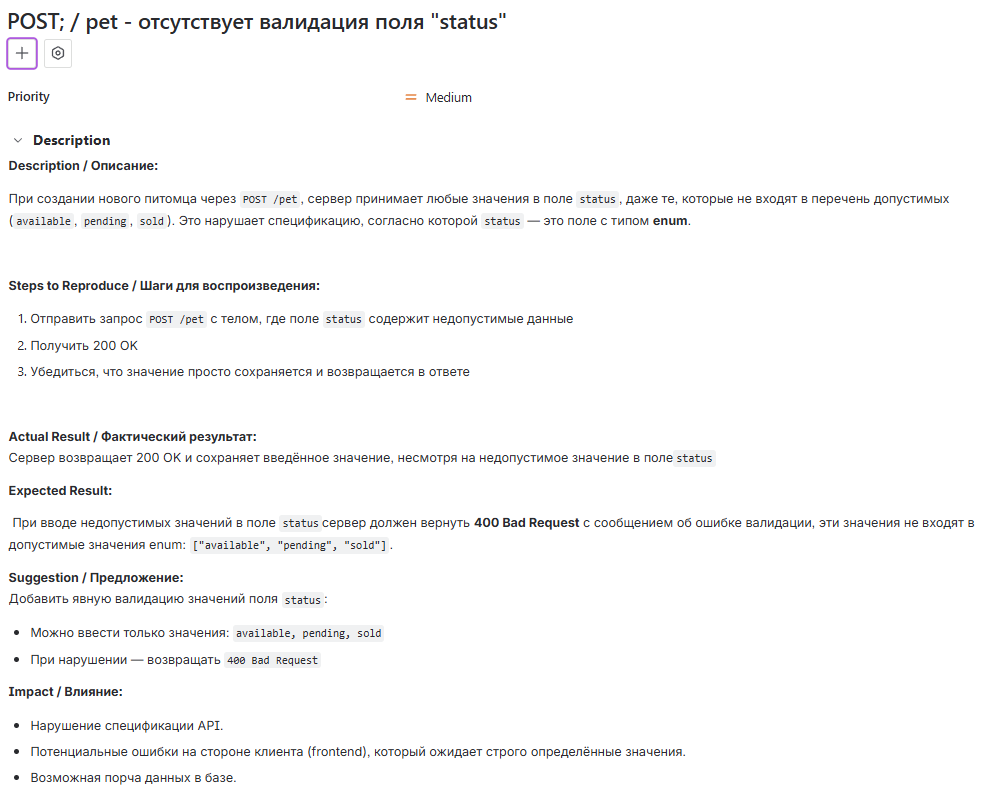 POST; / pet - отсутствует валидация поля "status"
Priority
Medium
Description
Description / Описание:
При создании нового питомца через POST /pet, сервер принимает любые значения в поле status, даже те, которые не входят в перечень допустимых
(available, pending, sold). Это нарушает спецификацию, согласно которой status — это поле с типом enum.
Steps to Reproduce / Шаги для воспроизведения:
1. Отправить запрос POST /pet с телом, где поле status содержит недопустимые данные
2. Получить 200 OK
3. Убедиться, что значение просто сохраняется и возвращается в ответе
Actual Result / Фактический результат:
Сервер возвращает 200 OK и сохраняет введённое значение, несмотря на недопустимое значение в поле status
Expected Result:
При вводе недопустимых значений в поле status сервер должен вернуть 400 Bad Request с сообщением об ошибке валидации, эти значения не входят в
допустимые значения enum: ["available", "pending", "sold"].
Suggestion / Предложение:
Добавить явную валидацию значений поля status:
• Можно ввести только значения: available, pending, sold
• При нарушении — возвращать 400 Bad Request
Impact / Влияние:
• Нарушение спецификации API.
• Потенциальные ошибки на стороне клиента (frontend), который ожидает строго определённые значения.
• Возможная порча данных в базе.